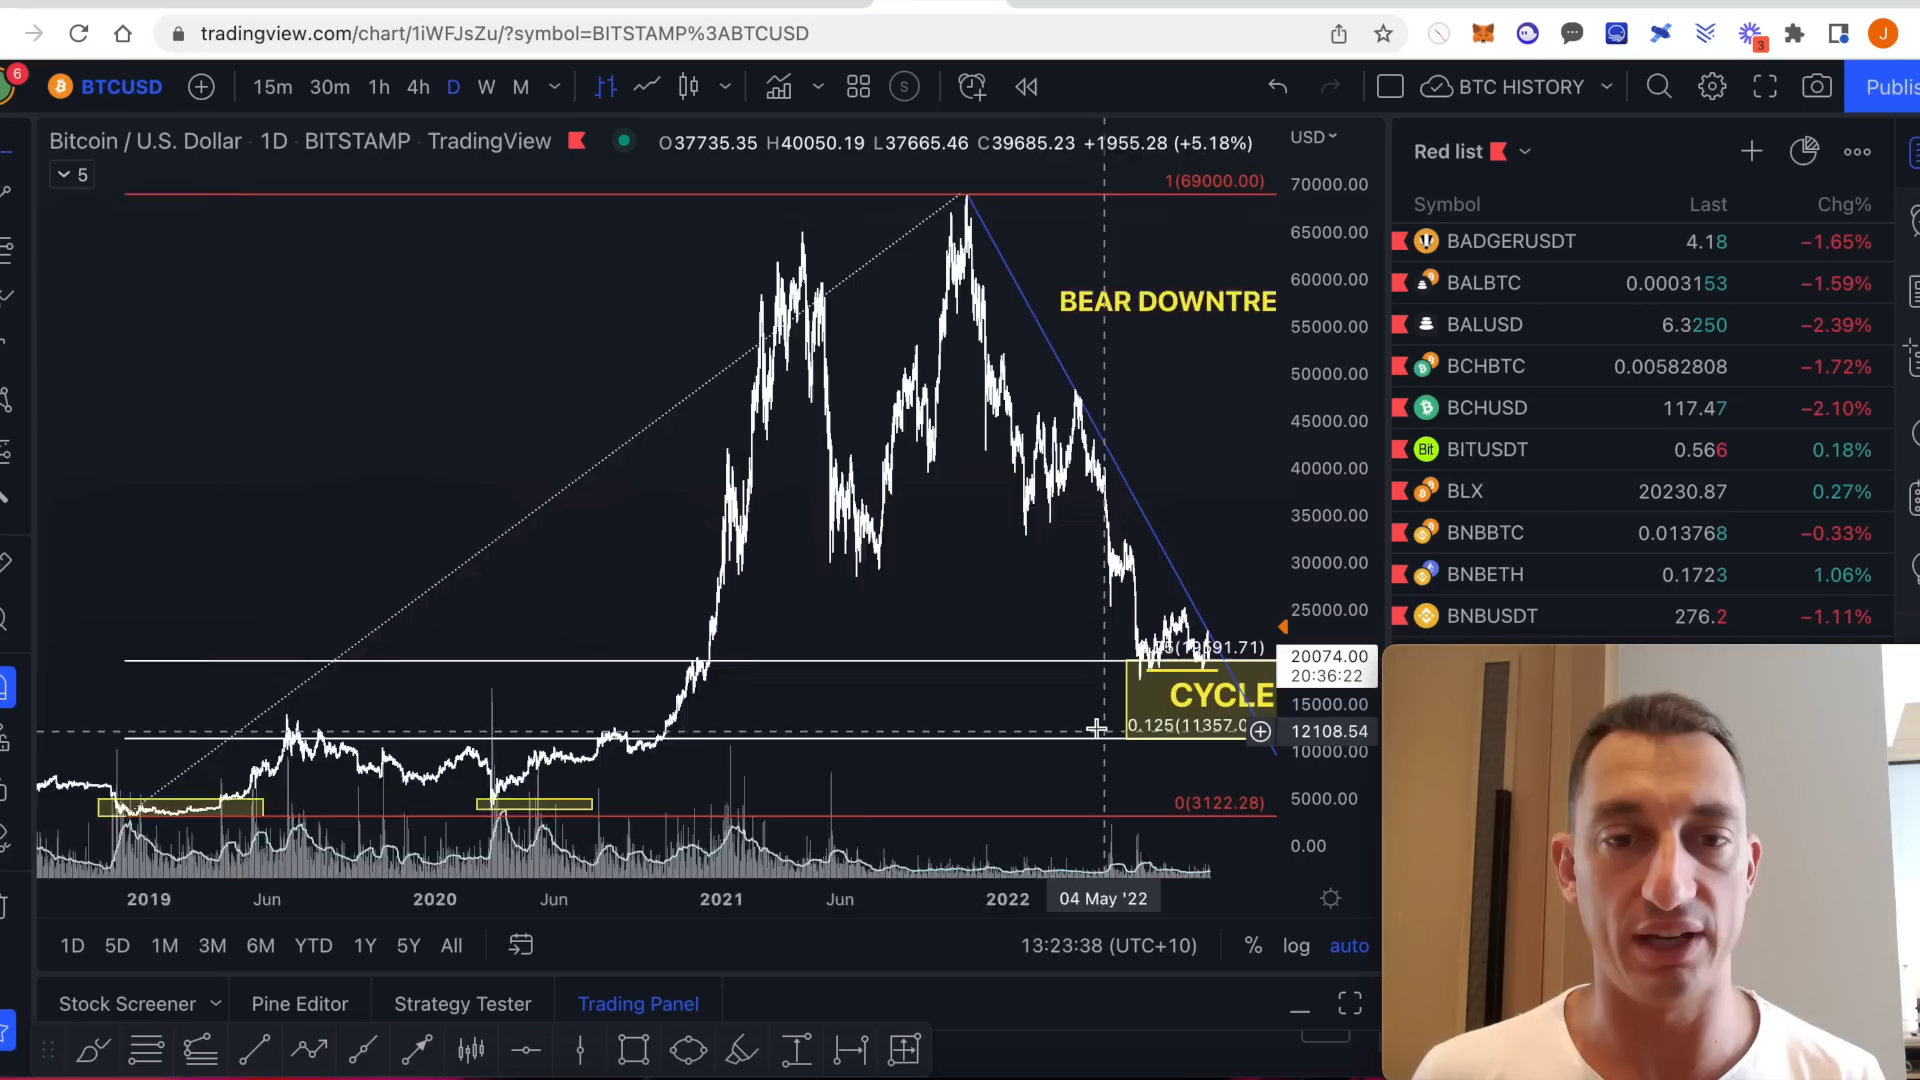 tradingview.com/chart/1iWFJsZu/?symbol=BITSTAMP%3ABTCUSD
3
J
6
BTCUSD
15m 30m 1h 4h D W M
S
BTC HISTORY
Publis
Bitcoin / U.S. Dollar · 1D · BITSTAMP · TradingView
O37735.35 H40050.19 L37665.46 C39685.23 +1955.28 (+5.18%)
USD
5
1(69000.00)
BEAR DOWNTRE
CYCLE
0.125(11357.0
0(3122.28)
70000.00
65000.00
60000.00
55000.00
50000.00
45000.00
40000.00
35000.00
30000.00
25000.00
20074.00
20:36:22
15000.00
12108.54
10000.00
5000.00
0.00
2019 Jun 2020 Jun 2021 Jun 2022 04 May '22
1D 5D 1M 3M 6M YTD 1Y 5Y All
13:23:38 (UTC+10) % log auto
Stock Screener Pine Editor Strategy Tester Trading Panel
Red list
Symbol Last Chg%
BADGERUSDT 4.18 −1.65%
BALBTC 0.0003153 −1.59%
BALUSD 6.3250 −2.39%
BCHBTC 0.00582808 −1.72%
BCHUSD 117.47 −2.10%
Bit BITUSDT 0.566 0.18%
BLX 20230.87 0.27%
BNBBTC 0.013768 −0.33%
BNBETH 0.1723 1.06%
BNBUSDT 276.2 −1.11%